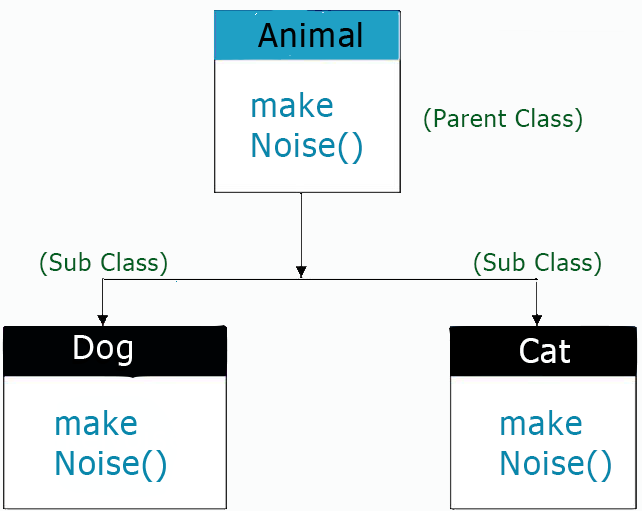 Animal
make
Noise()
(Parent Class)
(Sub Class)
(Sub Class)
Dog
make
Noise()
Cat
make
Noise()